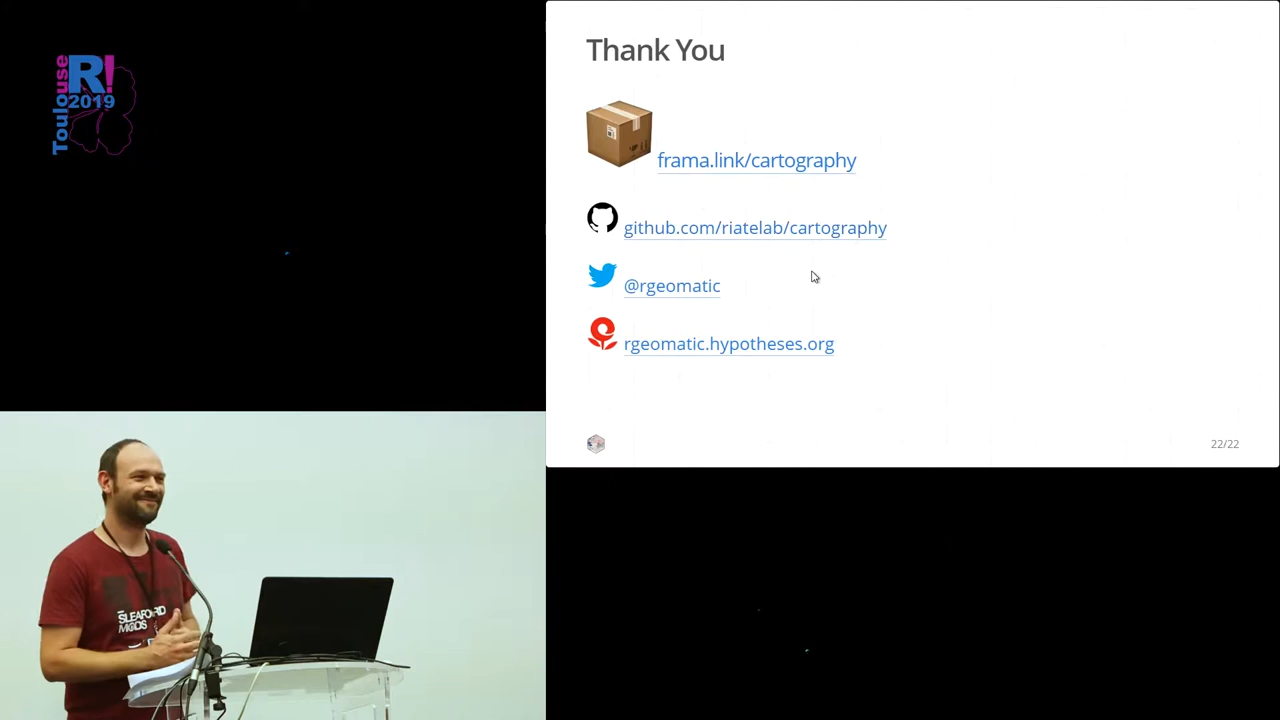 Toulouse
R!
2019
Thank You
frama.link/cartography
github.com/riatelab/cartography
@rgeomatic
rgeomatic.hypotheses.org
22/22
SLEAFORD
MODS